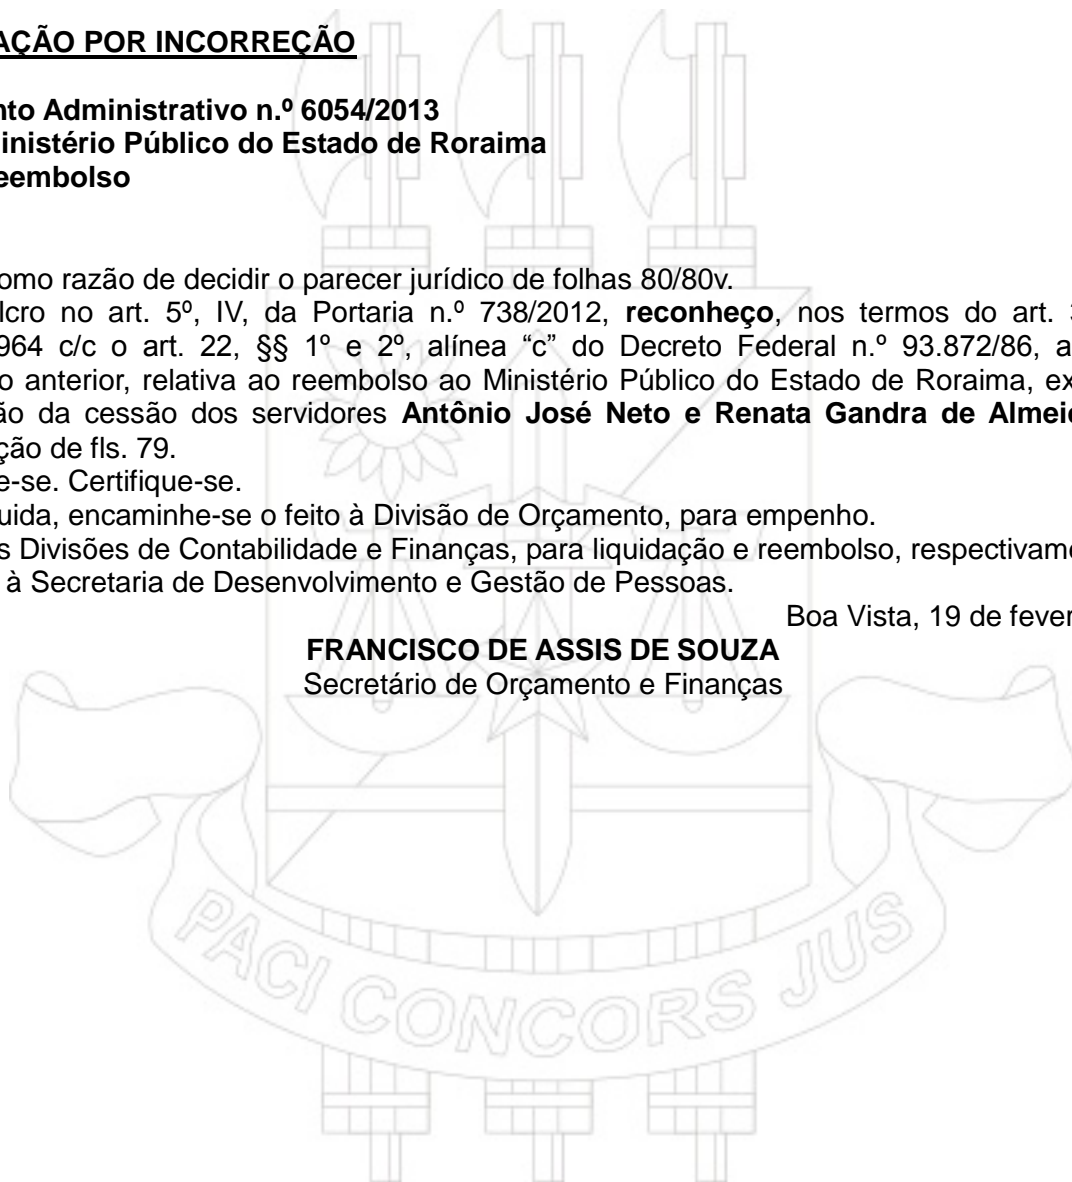 AÇÃO POR INCORREÇÃO
nto Administrativo n.º 6054/2013
inistério Público do Estado de Roraima
eembolso
omo razão de decidir o parecer jurídico de folhas 80/80v.
lcro no art. 5º, IV, da Portaria n.º 738/2012, reconheço, nos termos do art. 3
964 c/c o art. 22, §§ 1º e 2º, alínea “c” do Decreto Federal n.º 93.872/86, a
o anterior, relativa ao reembolso ao Ministério Público do Estado de Roraima, ex
ão da cessão dos servidores Antônio José Neto e Renata Gandra de Almei
ção de fls. 79.
e-se. Certifique-se.
uida, encaminhe-se o feito à Divisão de Orçamento, para empenho.
s Divisões de Contabilidade e Finanças, para liquidação e reembolso, respectivam
à Secretaria de Desenvolvimento e Gestão de Pessoas.
Boa Vista, 19 de fever
FRANCISCO DE ASSIS DE SOUZA
Secretário de Orçamento e Finanças
PACI CONCORS JUS